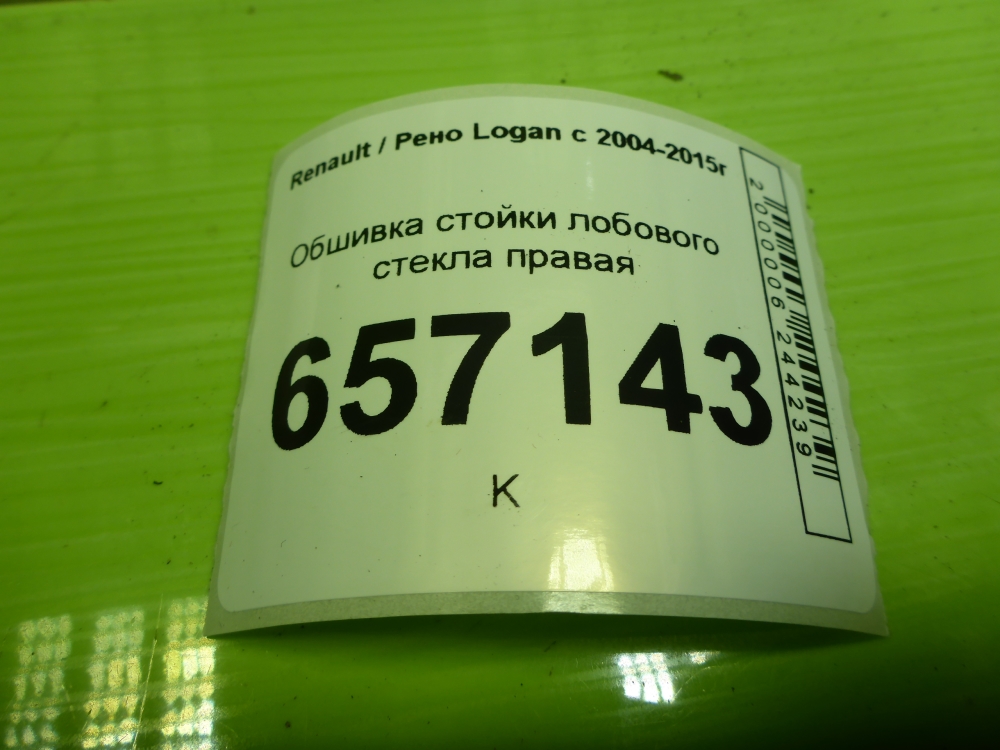 Renault / Рено Logan с 2004-2015г
Обшивка стойки лобового
стекла правая
657143
К
2000006244239